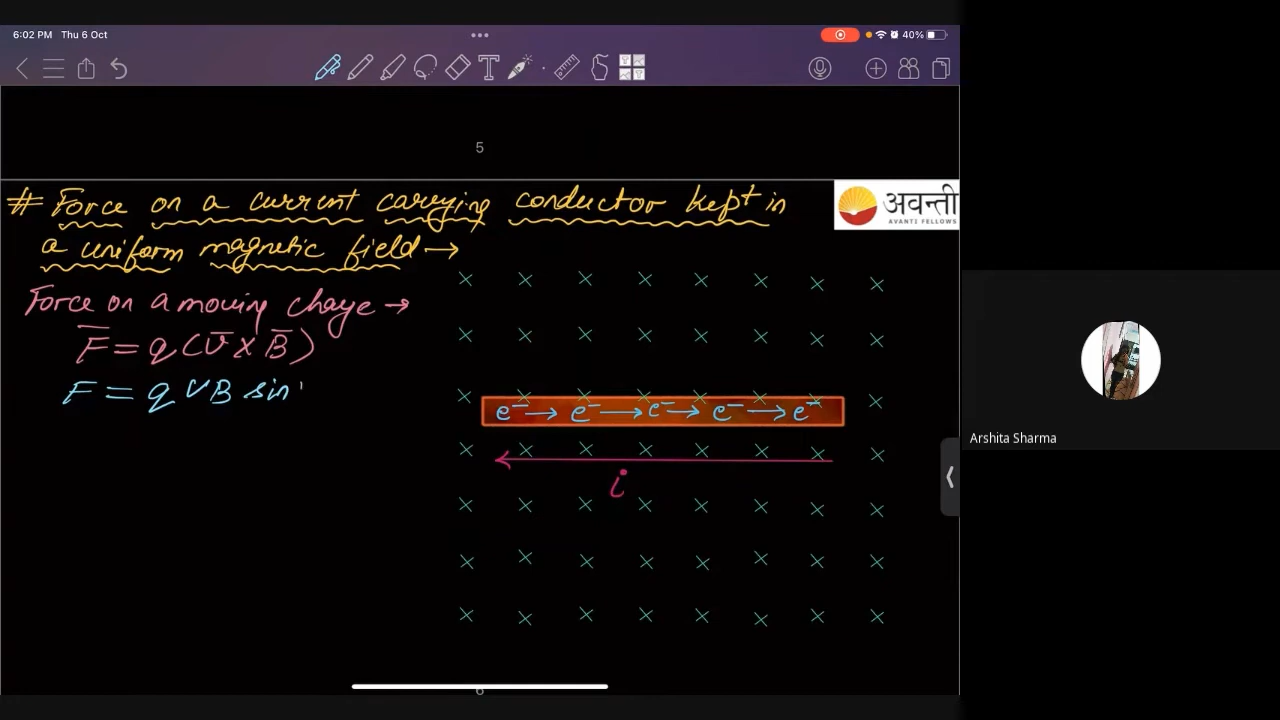 6:02 PM Thu 6 Oct
40%
5
# Force on a current carrying conductor kept in
a uniform magnetic field →
अवन्ती
AVANTI FELLOWS
Force on a moving charge →
F̅ = q(v̅ × B̅)
F = q v B sin
e⁻ → e⁻ → e⁻ → e⁻ → e⁻
i
Arshita Sharma
6